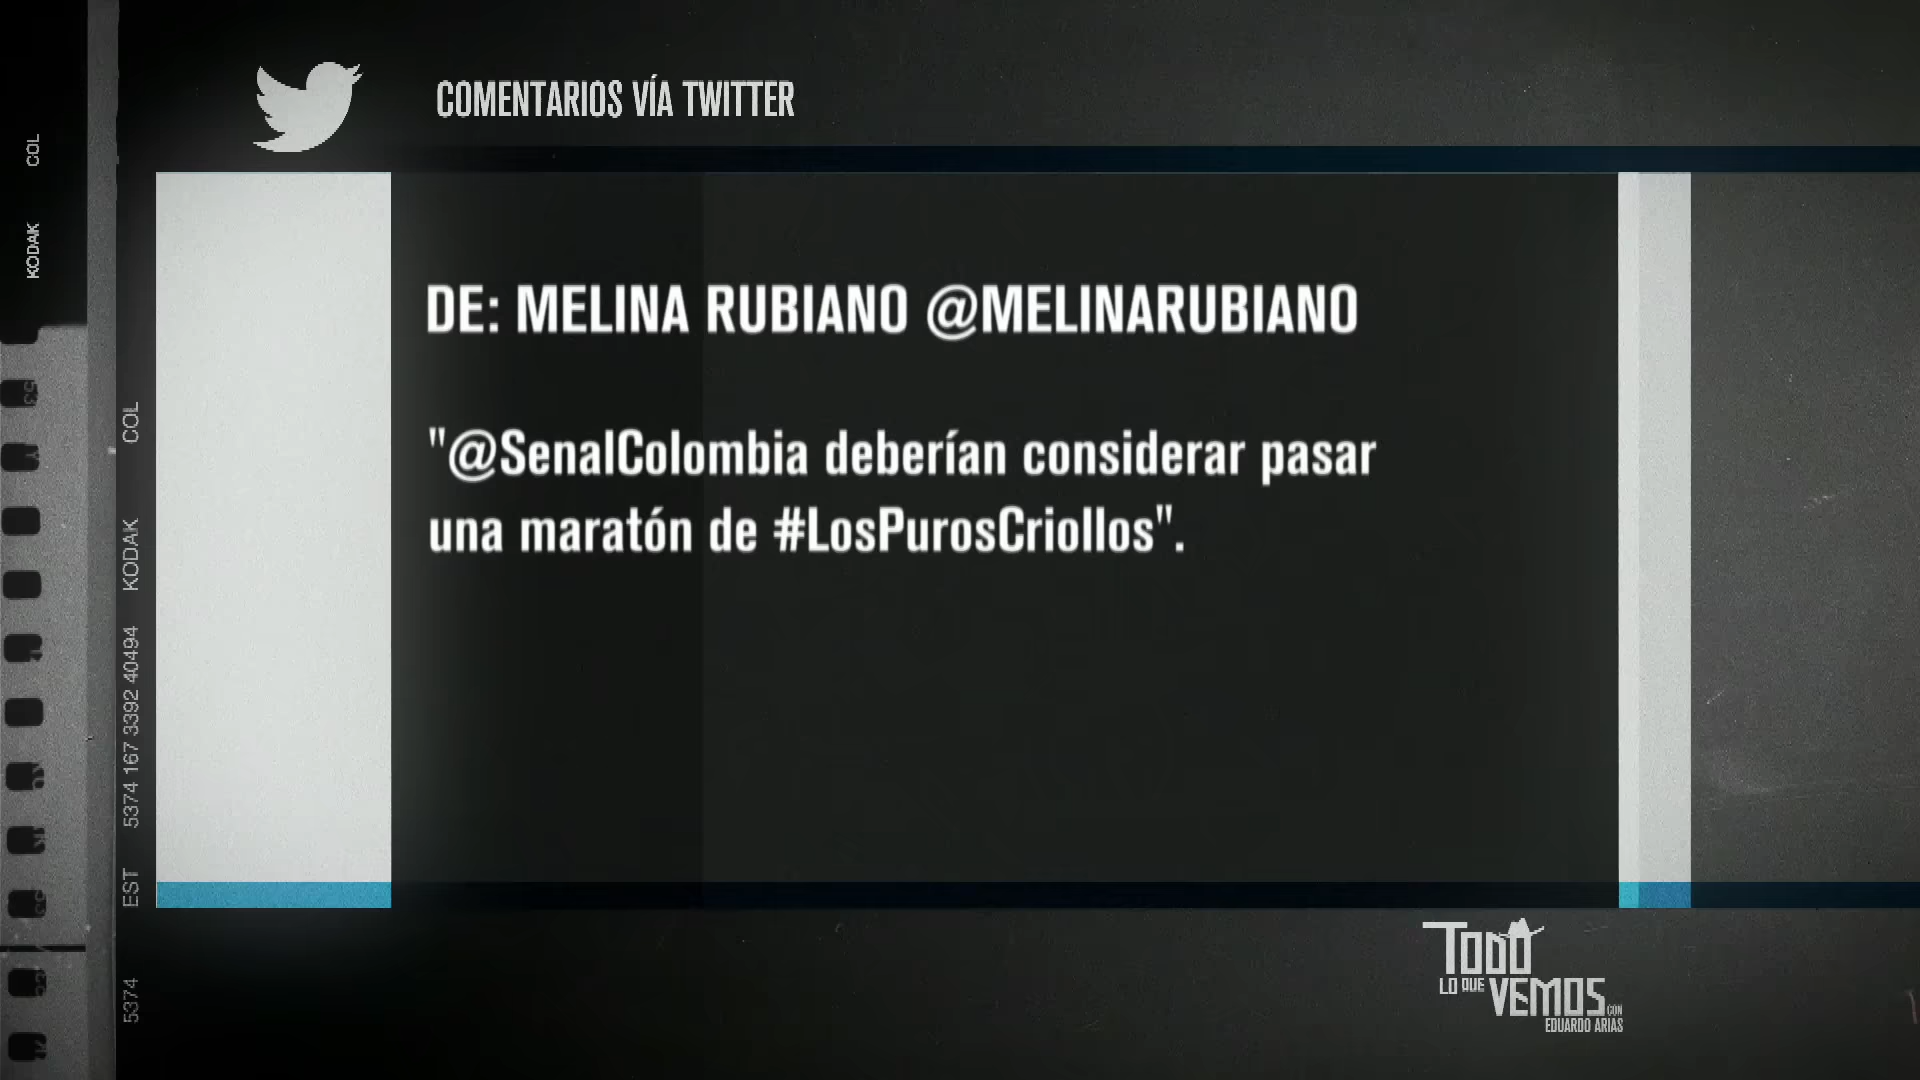 COMENTARIOS VÍA TWITTER
DE: MELINA RUBIANO @MELINARUBIANO
"@SenalColombia deberían considerar pasar
una maratón de #LosPurosCriollos".
COL
KODAK
COL
KODAK
5374 167 3392 40494
EST
5374
TODO
LO QUE VEMOS CON
EDUARDO ARIAS